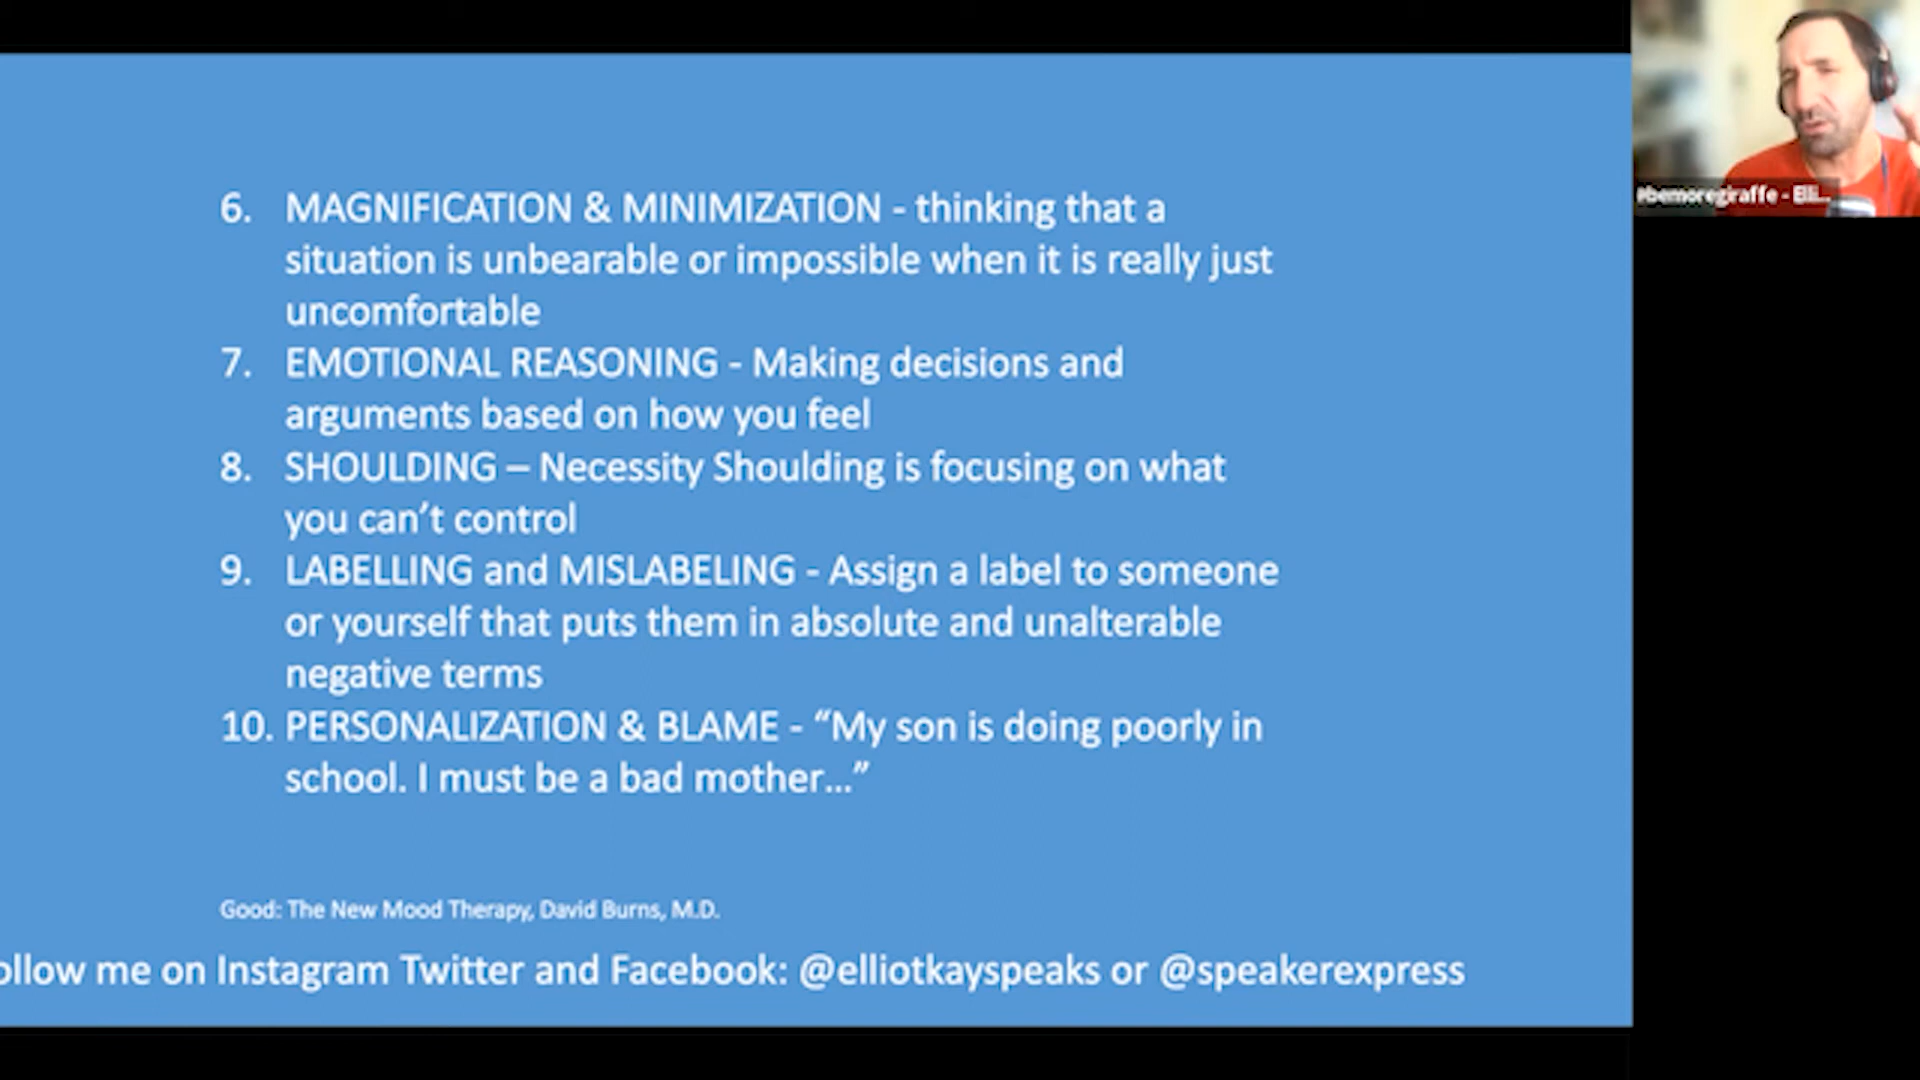 #bemoregiraffe - Elli...
6. MAGNIFICATION & MINIMIZATION - thinking that a
situation is unbearable or impossible when it is really just
uncomfortable
7. EMOTIONAL REASONING - Making decisions and
arguments based on how you feel
8. SHOULDING – Necessity Shoulding is focusing on what
you can’t control
9. LABELLING and MISLABELING - Assign a label to someone
or yourself that puts them in absolute and unalterable
negative terms
10. PERSONALIZATION & BLAME - “My son is doing poorly in
school. I must be a bad mother...”
Good: The New Mood Therapy, David Burns, M.D.
ollow me on Instagram Twitter and Facebook: @elliotkayspeaks or @speakerexpress